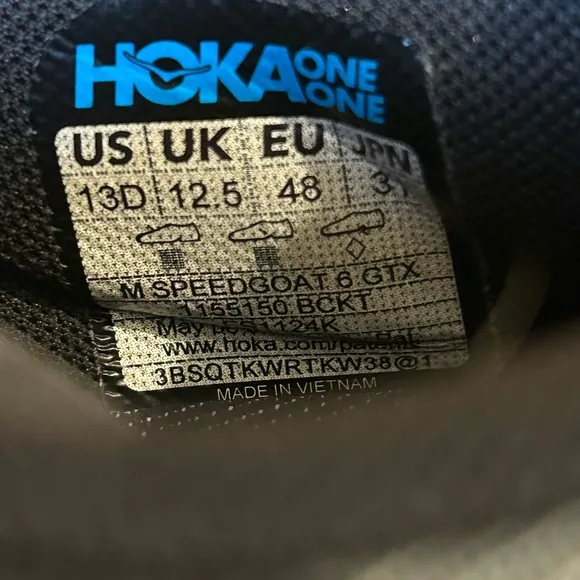 HOKA ONE ONE
US UK EU JPN
13D 12.5 48
M SPEEDGOAT 6 GTX
1155150 BCKT
www.hoka.com/
3BSQTKWRTKW38@1
MADE IN VIETNAM